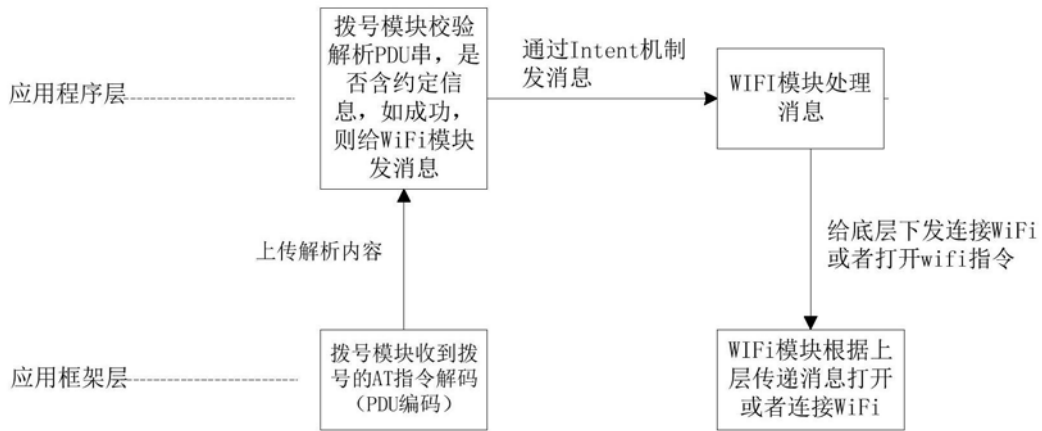 拨号模块校验
解析PDU串，是
否含约定信
息，如成功，
则给WiFi模块
发消息
通过Intent机制
发消息
WIFI模块处理
消息
应用程序层
上传解析内容
给底层下发连接WiFi
或者打开wifi指令
应用框架层
拨号模块收到拨
号的AT指令解码
（PDU编码）
WIFi模块根据上
层传递消息打开
或者连接WiFi